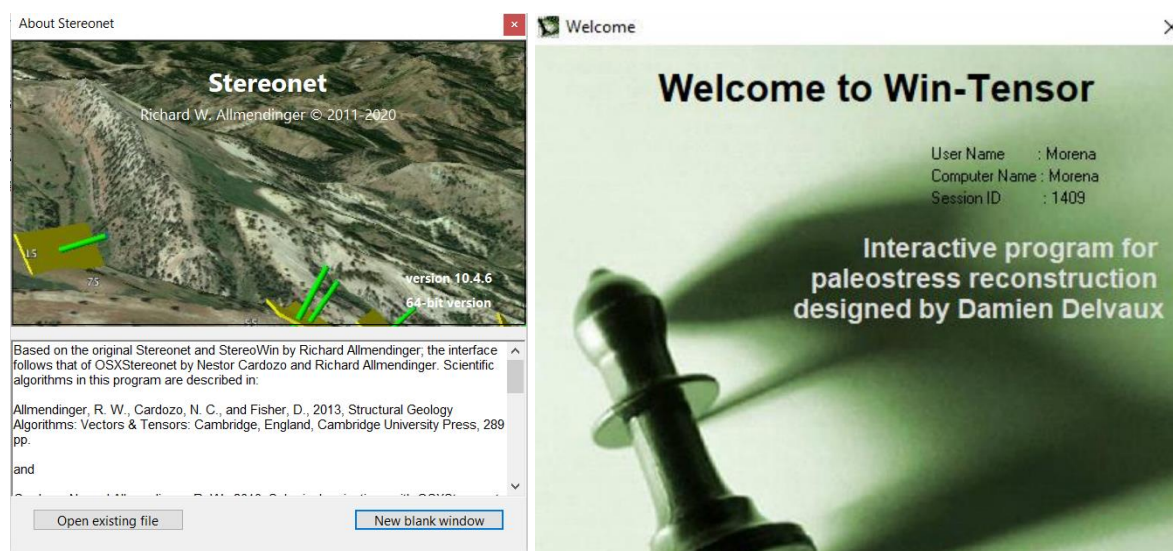 About Stereonet
Stereonet
Richard W. Allmendinger © 2011-2020
15
75
version 10.4.6
64-bit version
Based on the original Stereonet and StereoWin by Richard Allmendinger; the interface
follows that of OSXStereonet by Nestor Cardozo and Richard Allmendinger. Scientific
algorithms in this program are described in:
Allmendinger, R. W., Cardozo, N. C., and Fisher, D., 2013, Structural Geology
Algorithms: Vectors & Tensors: Cambridge, England, Cambridge University Press, 289
pp.
and
Open existing file
New blank window
Welcome
Welcome to Win-Tensor
User Name : Morena
Computer Name : Morena
Session ID : 1409
Interactive program for
paleostress reconstruction
designed by Damien Delvaux